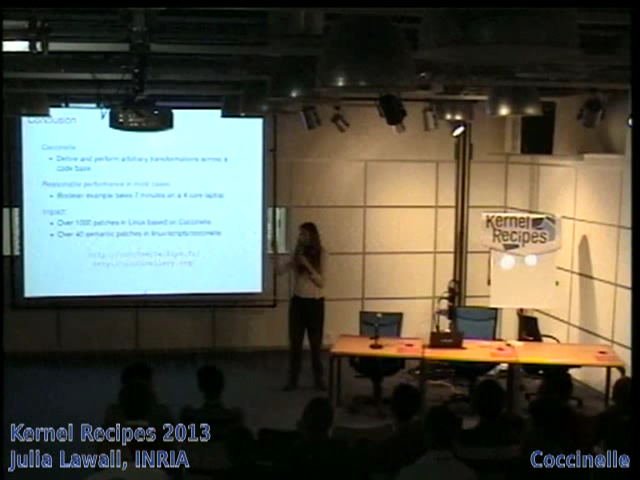 Conclusion
Coccinelle
• Define and perform arbitrary transformations across a
code base
Reasonable performance in most cases
• Boolean example takes 7 minutes on a 4 core laptop
Impact:
• Over 1000 patches in Linux based on Coccinelle
• Over 40 semantic patches in linux/scripts/coccinelle
Kernel
Recipes
Kernel Recipes 2013
Julia Lawall, INRIA
Coccinelle